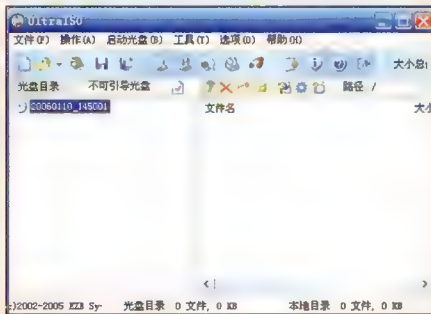 UltraISO
文件(F) 操作(A) 启动光盘(B) 工具(T) 选项(O) 帮助(H)
大小总:
光盘目录 不可引导光盘 路径 /
20060110_145001 文件名 大小
c)2002-2005 EZB Sy- 光盘目录 0 文件, 0 KB 本地目录 0 文件, 0 KB